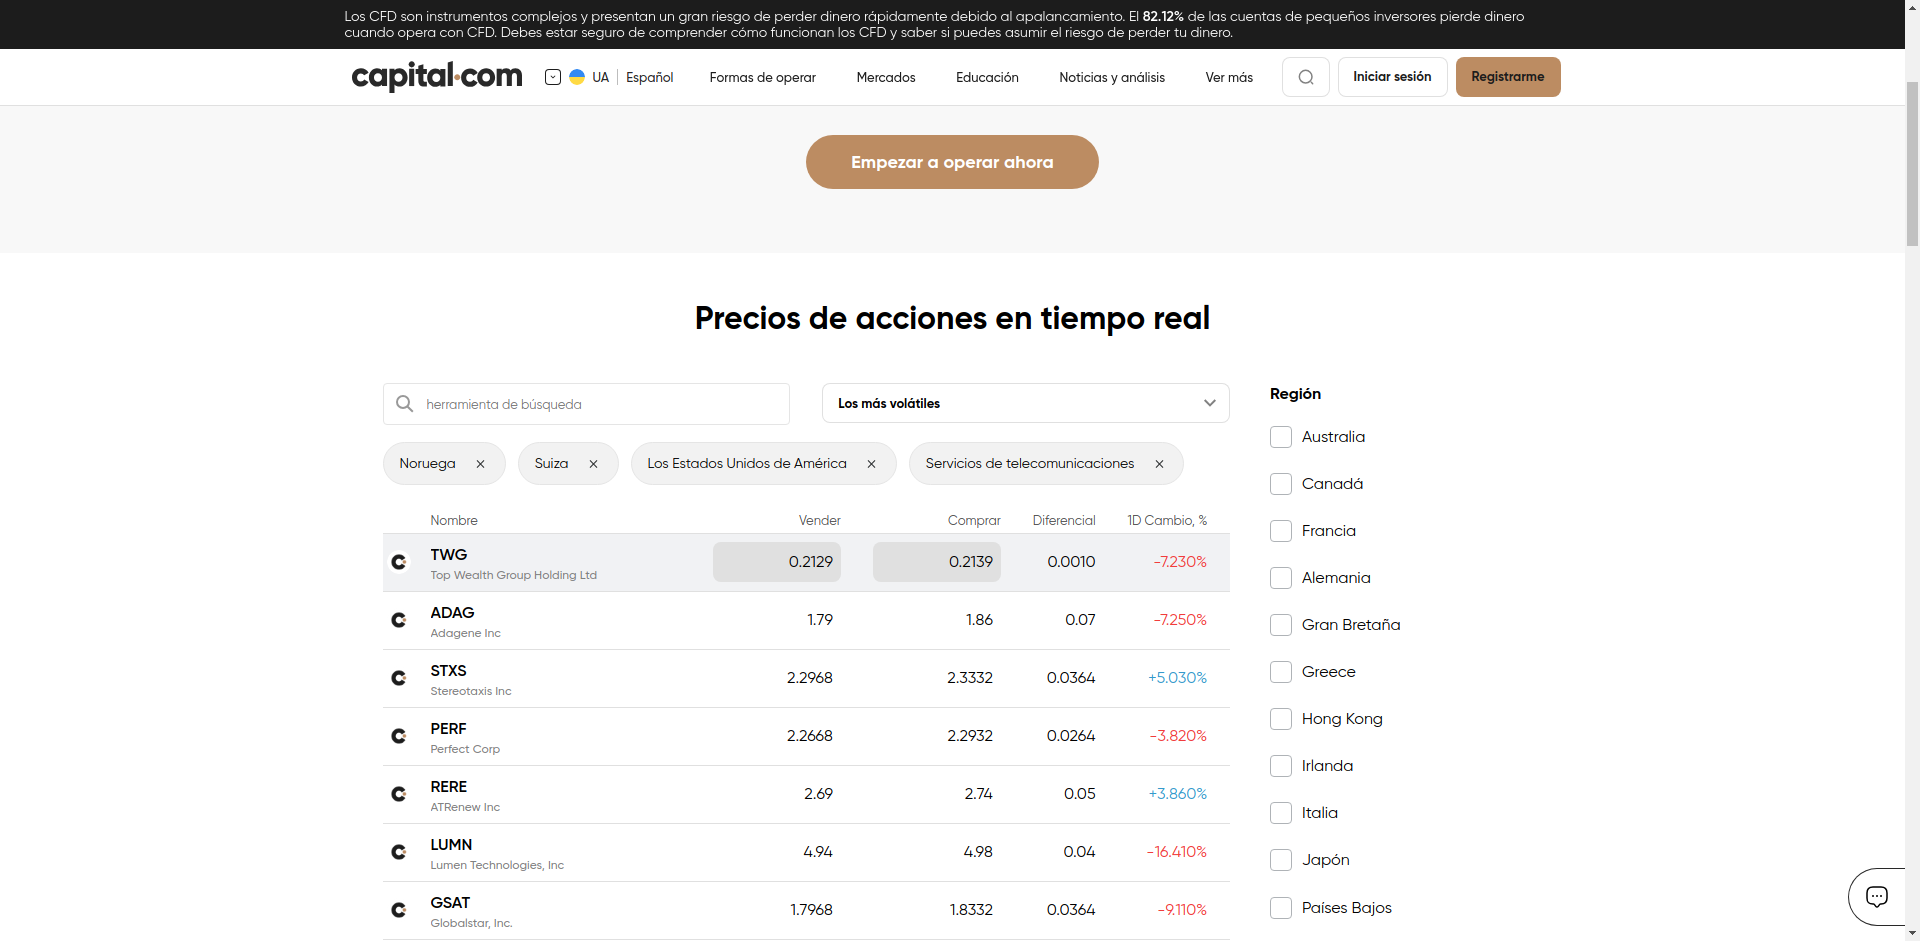 Los CFD son instrumentos complejos y presentan un gran riesgo de perder dinero rápidamente debido al apalancamiento. El 82.12% de las cuentas de pequeños inversores pierde dinero
cuando opera con CFD. Debes estar seguro de comprender cómo funcionan los CFD y saber si puedes asumir el riesgo de perder tu dinero.
capital.com UA Español Formas de operar Mercados Educación Noticias y análisis Ver más Iniciar sesión Registrarme
Empezar a operar ahora
Precios de acciones en tiempo real
herramienta de búsqueda
Los más volátiles
Noruega Suiza Los Estados Unidos de América Servicios de telecomunicaciones
Nombre Vender Comprar Diferencial 1D Cambio, %
TWG 0.2129 0.2139 0.0010 -7.230%
Top Wealth Group Holding Ltd
ADAG 1.79 1.86 0.07 -7.250%
Adagene Inc
STXS 2.2968 2.3332 0.0364 +5.030%
Stereotaxis Inc
PERF 2.2668 2.2932 0.0264 -3.820%
Perfect Corp
RERE 2.69 2.74 0.05 +3.860%
ATRenew Inc
LUMN 4.94 4.98 0.04 -16.410%
Lumen Technologies, Inc
GSAT 1.7968 1.8332 0.0364 -9.110%
Globalstar, Inc.
Región
Australia
Canadá
Francia
Alemania
Gran Bretaña
Greece
Hong Kong
Irlanda
Italia
Japón
Países Bajos